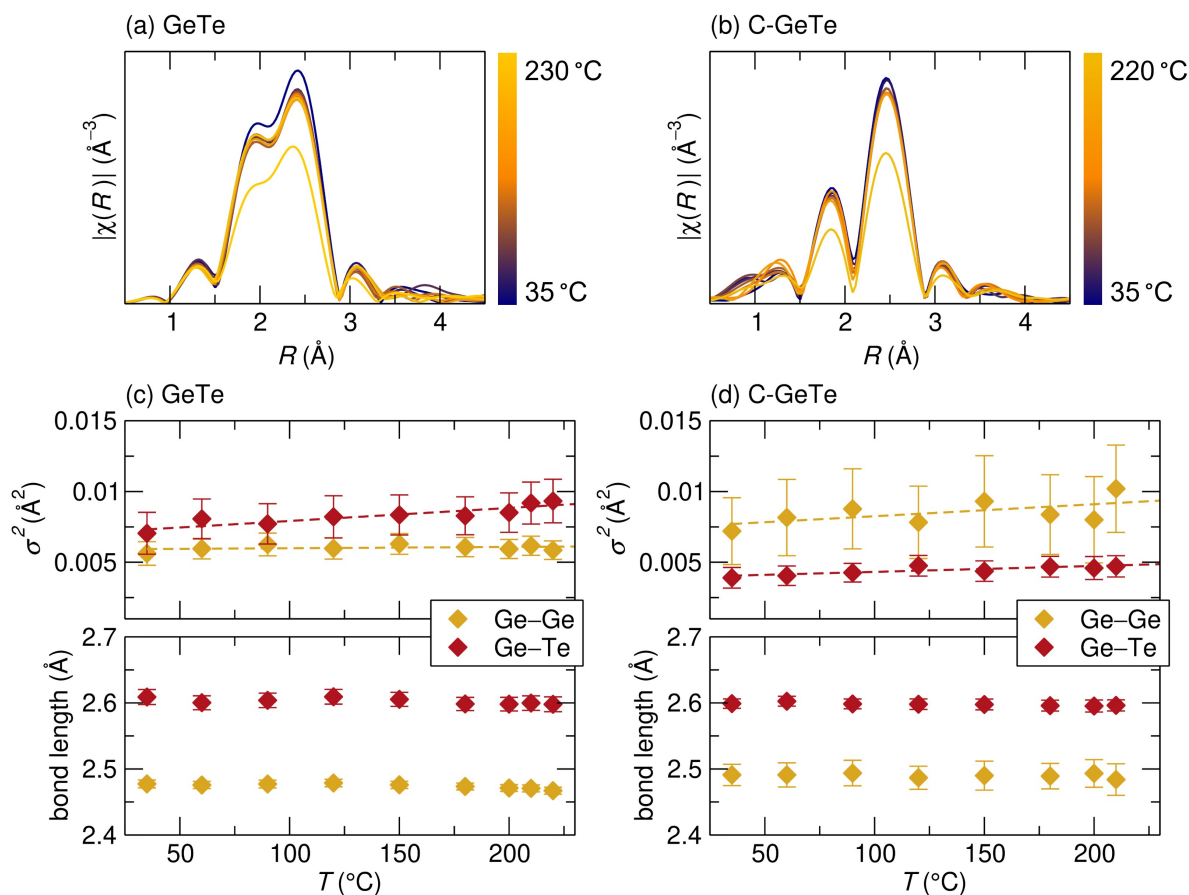 (a) GeTe
|χ(R)| (Å⁻³)
230 °C
35 °C
1 2 3 4
R (Å)
(b) C-GeTe
|χ(R)| (Å⁻³)
220 °C
35 °C
1 2 3 4
R (Å)
(c) GeTe
0.015
0.01
0.005
σ² (Å²)
Ge–Ge
Ge–Te
2.7
2.6
2.5
2.4
bond length (Å)
50 100 150 200
T (°C)
(d) C-GeTe
0.015
0.01
0.005
σ² (Å²)
Ge–Ge
Ge–Te
2.7
2.6
2.5
2.4
bond length (Å)
50 100 150 200
T (°C)